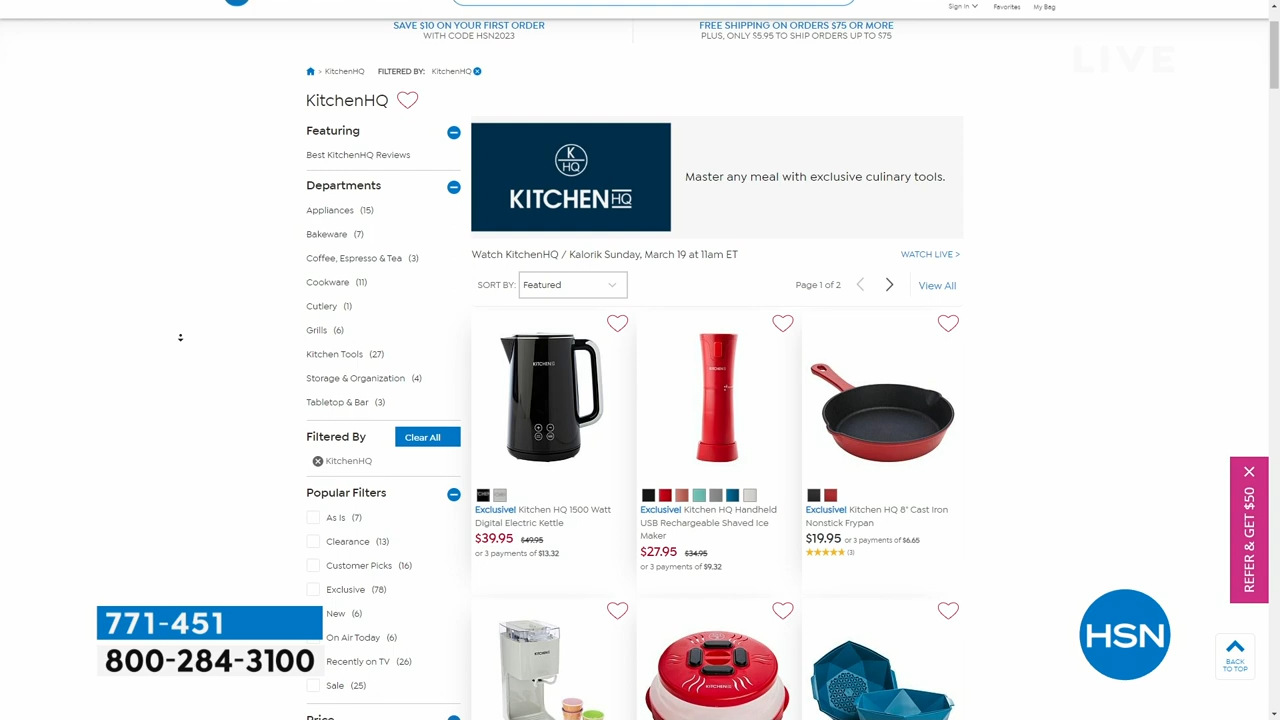 Sign In
Favorites
My Bag
SAVE $10 ON YOUR FIRST ORDER
WITH CODE HSN2023
FREE SHIPPING ON ORDERS $75 OR MORE
PLUS, ONLY $5.95 TO SHIP ORDERS UP TO $75
LIVE
> KitchenHQ
FILTERED BY: KitchenHQ
KitchenHQ
Featuring
Best KitchenHQ Reviews
Departments
Appliances (15)
Bakeware (7)
Coffee, Espresso & Tea (3)
Cookware (11)
Cutlery (1)
Grills (6)
Kitchen Tools (27)
Storage & Organization (4)
Tabletop & Bar (3)
Filtered By
Clear All
KitchenHQ
Popular Filters
As Is (7)
Clearance (13)
Customer Picks (16)
Exclusive (78)
New (6)
On Air Today (6)
Recently on TV (26)
Sale (25)
Price
K
HQ
KITCHEN HQ
Master any meal with exclusive culinary tools.
Watch KitchenHQ / Kalorik Sunday, March 19 at 11am ET
WATCH LIVE >
SORT BY: Featured
Page 1 of 2
View All
Exclusive! Kitchen HQ 1500 Watt
Digital Electric Kettle
$39.95 $49.95
or 3 payments of $13.32
Exclusive! Kitchen HQ Handheld
USB Rechargeable Shaved Ice
Maker
$27.95 $34.95
or 3 payments of $9.32
Exclusive! Kitchen HQ 8" Cast Iron
Nonstick Frypan
$19.95 or 3 payments of $6.65
(3)
771-451
800-284-3100
HSN
REFER & GET $50
BACK
TO TOP